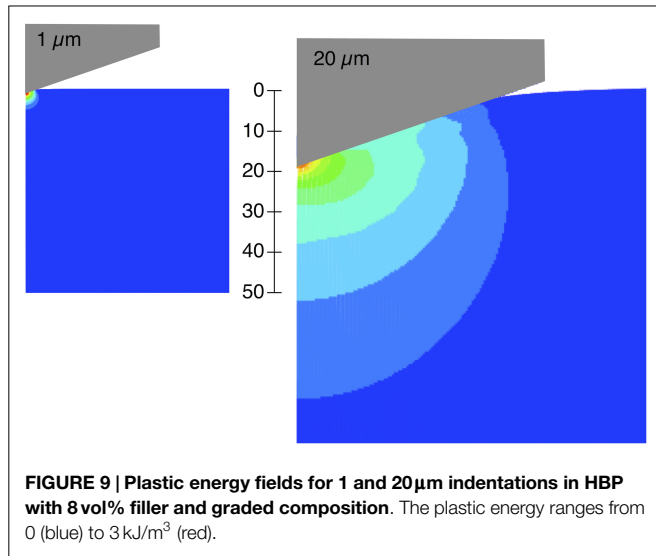 1 µm
20 µm
0
10
20
30
40
50
FIGURE 9 | Plastic energy fields for 1 and 20 µm indentations in HBP
with 8 vol% filler and graded composition. The plastic energy ranges from
0 (blue) to 3 kJ/m³ (red).